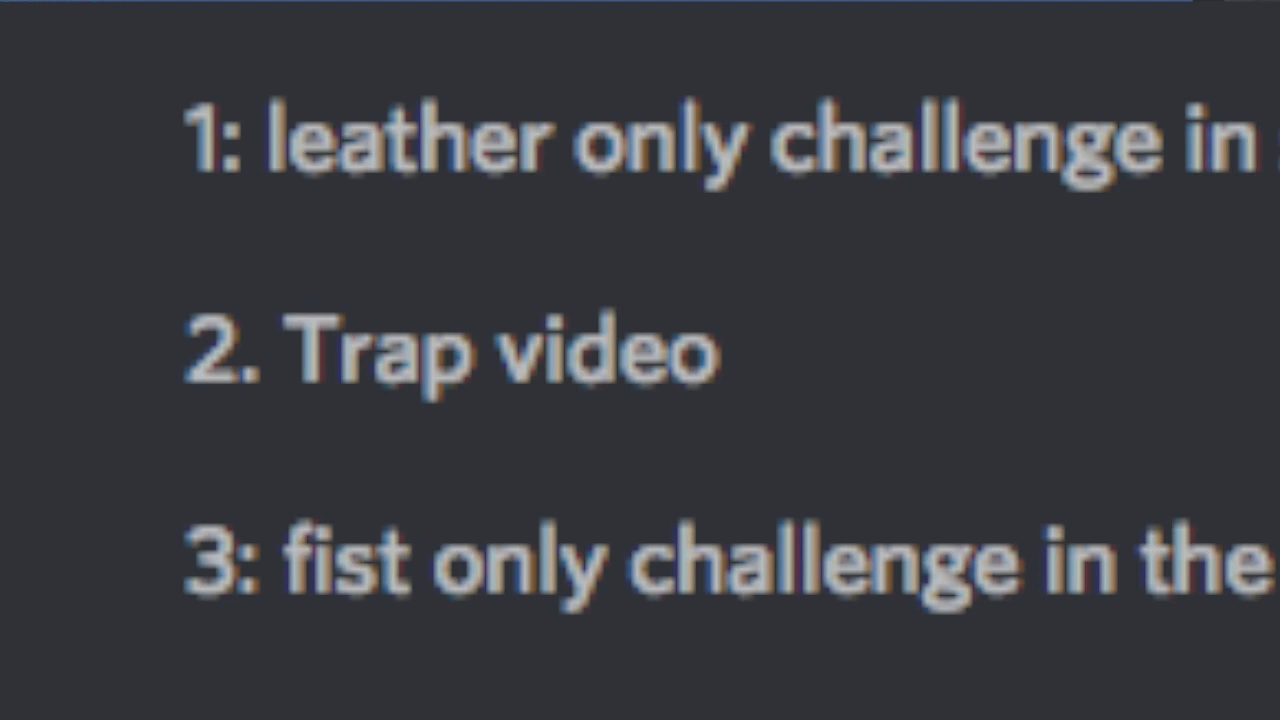 1: leather only challenge in
2. Trap video
3: fist only challenge in the